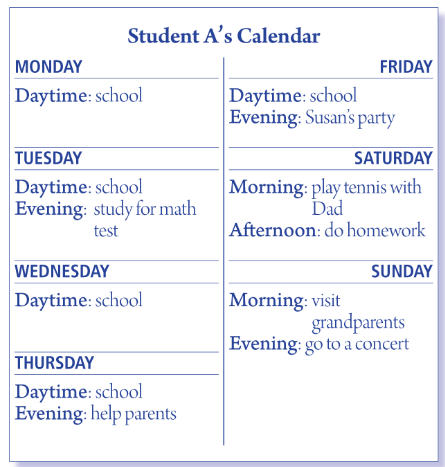 Student A's Calendar
MONDAY
Daytime: school
TUESDAY
Daytime: school
Evening: study for math
test
WEDNESDAY
Daytime: school
THURSDAY
Daytime: school
Evening: help parents
FRIDAY
Daytime: school
Evening: Susan's party
SATURDAY
Morning: play tennis with
Dad
Afternoon: do homework
SUNDAY
Morning: visit
grandparents
Evening: go to a concert